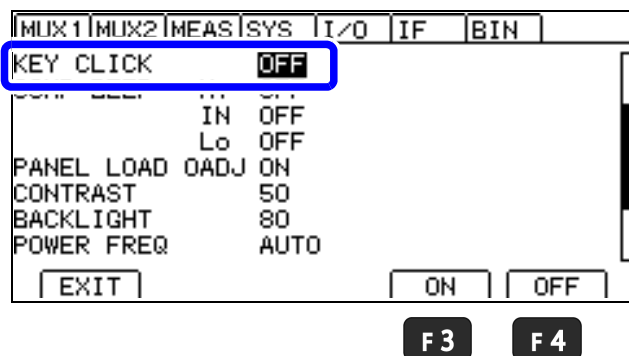 MUX1 MUX2 MEAS SYS I/O IF BIN
KEY CLICK OFF
IN OFF
Lo OFF
PANEL LOAD 0ADJ ON
CONTRAST 50
BACKLIGHT 80
POWER FREQ AUTO
EXIT ON OFF
F3 F4